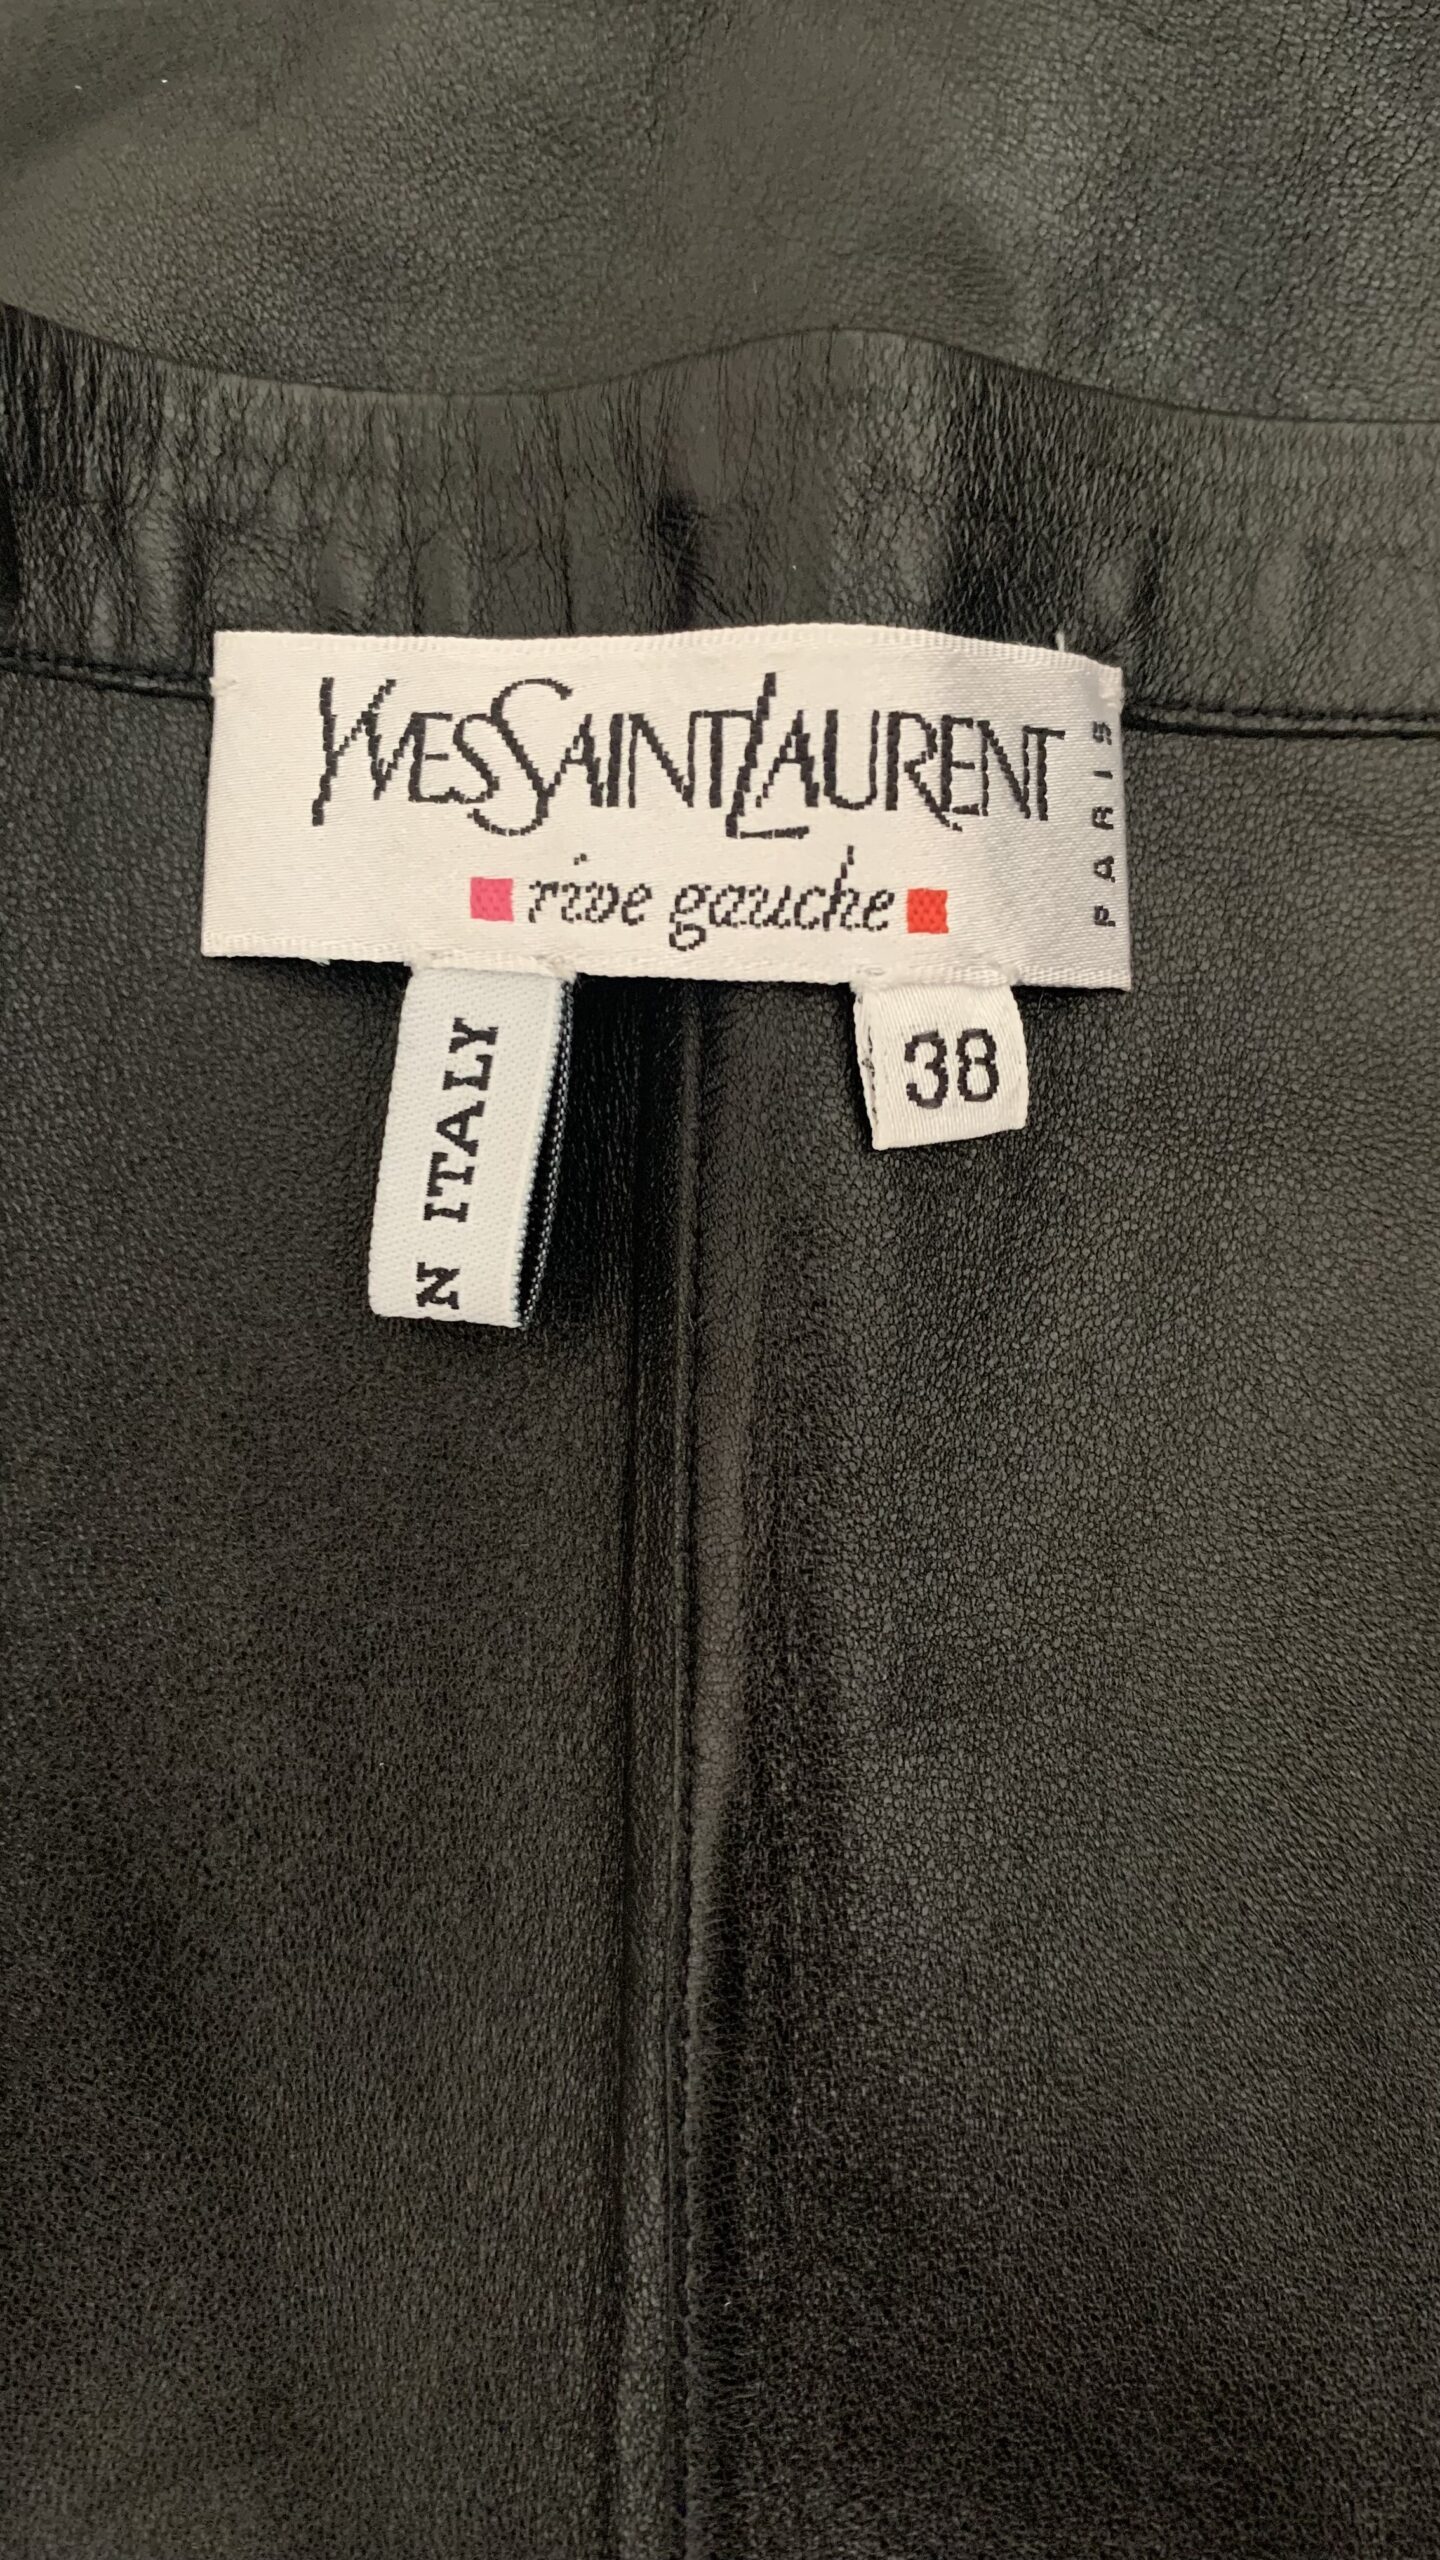 YVESSAINTLAURENT
PARIS
rive gauche
N ITALY
38